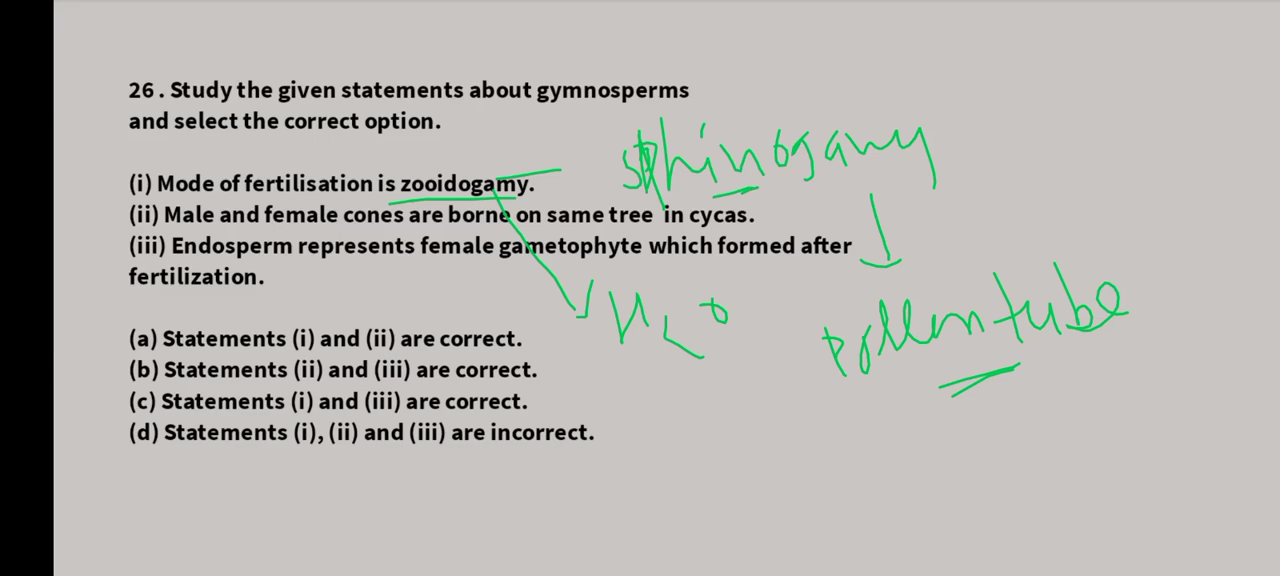 26 . Study the given statements about gymnosperms
and select the correct option.
(i) Mode of fertilisation is zooidogamy.
(ii) Male and female cones are borne on same tree in cycas.
(iii) Endosperm represents female gametophyte which formed after
fertilization.
(a) Statements (i) and (ii) are correct.
(b) Statements (ii) and (iii) are correct.
(c) Statements (i) and (iii) are correct.
(d) Statements (i), (ii) and (iii) are incorrect.
pollen tube